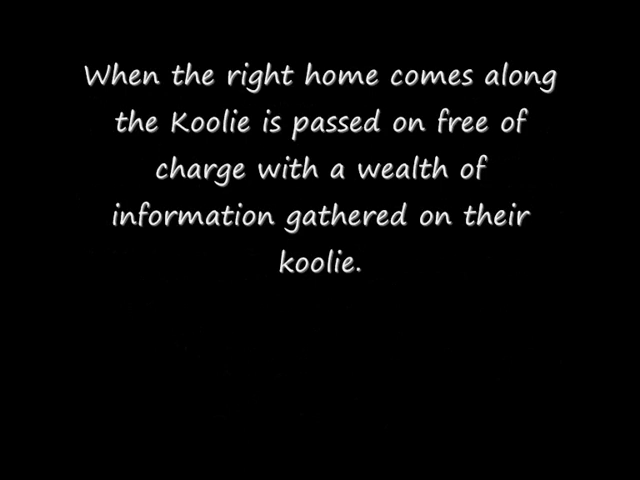 When the right home comes along
the Koolie is passed on free of
charge with a wealth of
information gathered on their
koolie.